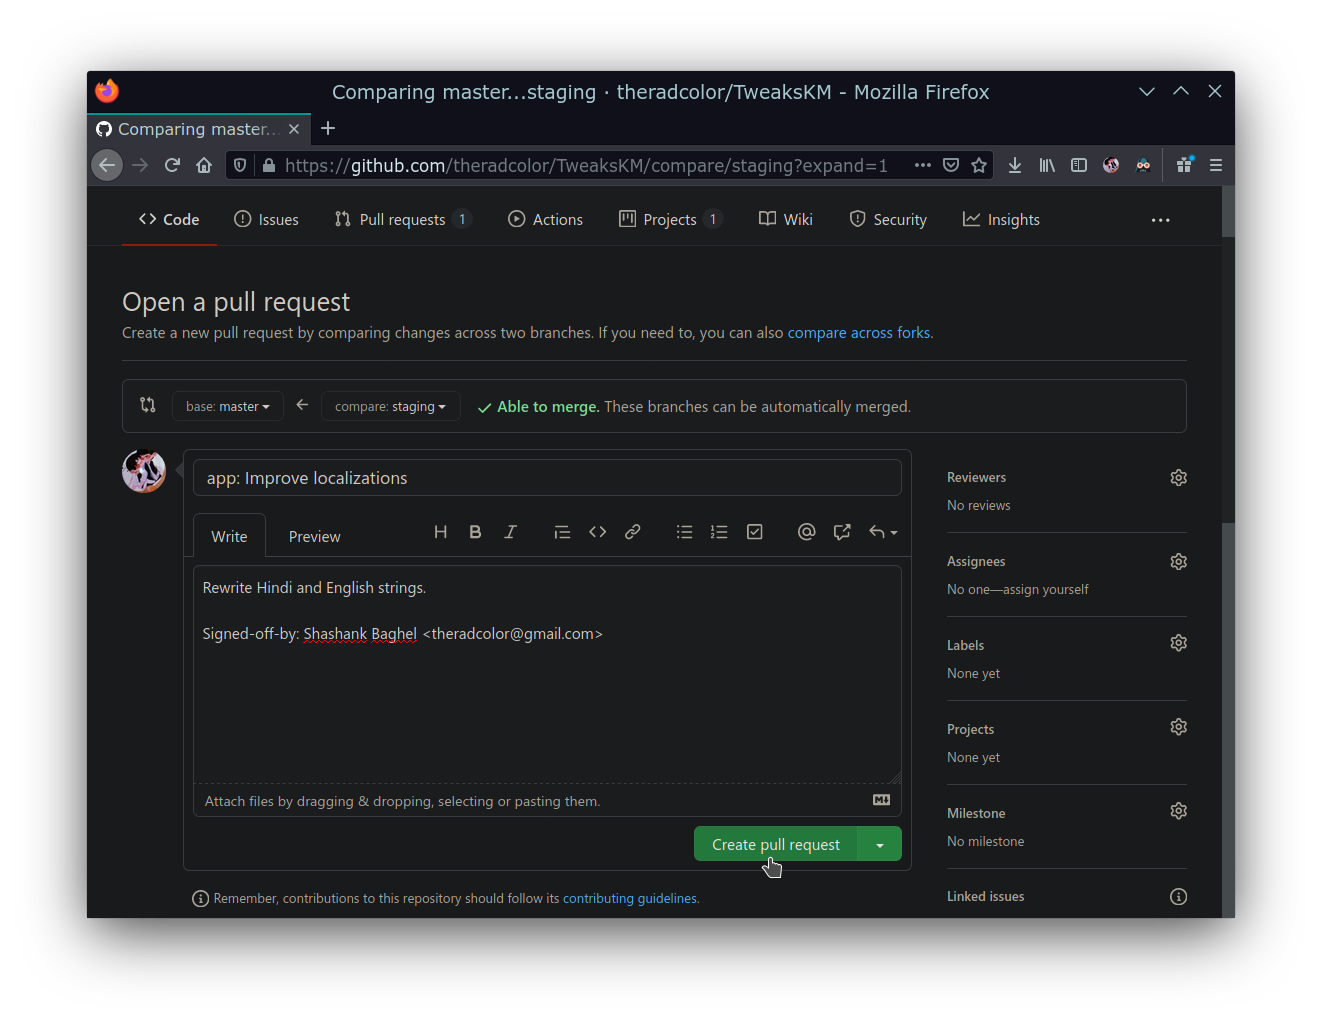 Comparing master...staging · theradcolor/TweaksKM - Mozilla Firefox
Comparing master...
https://github.com/theradcolor/TweaksKM/compare/staging?expand=1
Code Issues Pull requests 1 Actions Projects 1 Wiki Security Insights
Open a pull request
Create a new pull request by comparing changes across two branches. If you need to, you can also compare across forks.
base: master compare: staging Able to merge. These branches can be automatically merged.
app: Improve localizations
Write Preview
Rewrite Hindi and English strings.
Signed-off-by: Shashank Baghel <theradcolor@gmail.com>
Attach files by dragging & dropping, selecting or pasting them.
Create pull request
Remember, contributions to this repository should follow its contributing guidelines.
Reviewers
No reviews
Assignees
No one—assign yourself
Labels
None yet
Projects
None yet
Milestone
No milestone
Linked issues